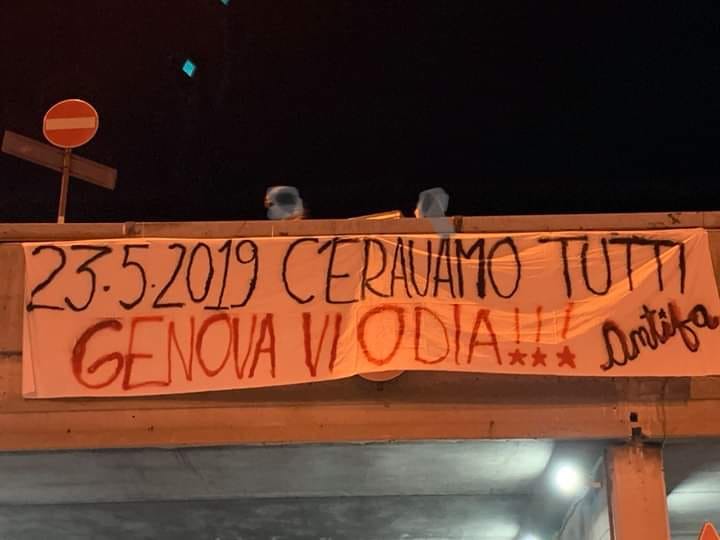 23.5.2019 C'ERAVAMO TUTTI
GENOVA VI ODIA!!!
antifa